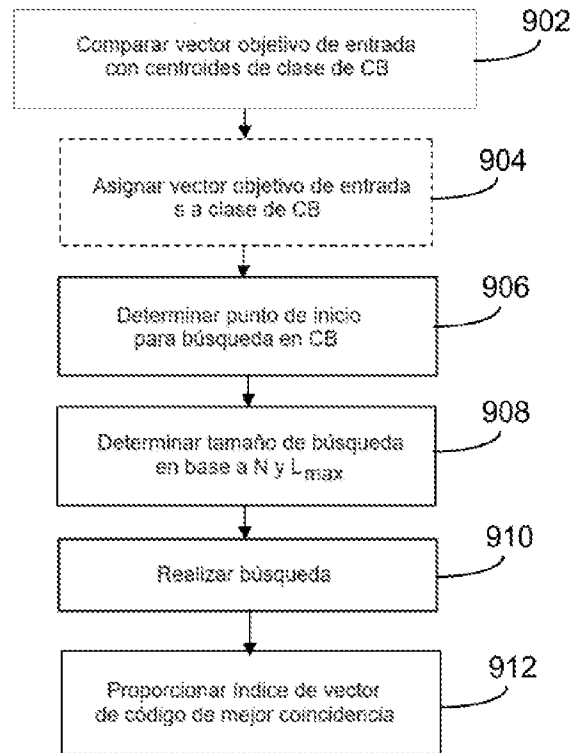 Comparar vector objetivo de entrada
con centroides de clase de CB
902
Asignar vector objetivo de entrada
s a clase de CB
904
Determinar punto de inicio
para búsqueda en CB
906
Determinar tamaño de búsqueda
en base a N y Lmax
908
Realizar búsqueda
910
Proporcionar índice de vector
de código de mejor coincidencia
912